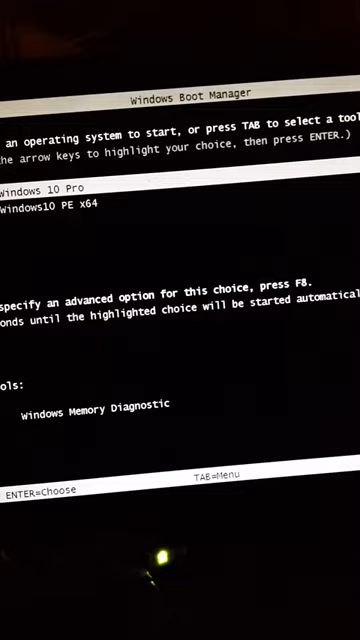 Windows Boot Manager
an operating system to start, or press TAB to select a tool
the arrow keys to highlight your choice, then press ENTER.)
Windows 10 Pro
Windows10 PE x64
specify an advanced option for this choice, press F8.
onds until the highlighted choice will be started automatical
ols:
Windows Memory Diagnostic
ENTER=Choose TAB=Menu